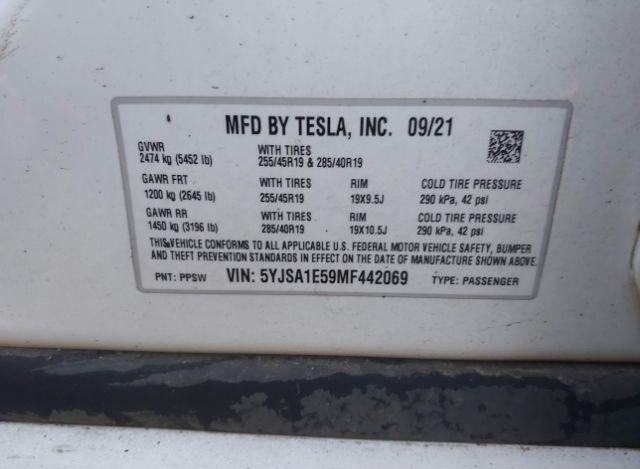 MFD BY TESLA, INC. 09/21
GVWR
2474 kg (5452 lb)
WITH TIRES
255/45R19 & 285/40R19
GAWR FRT
1200 kg (2645 lb)
WITH TIRES
255/45R19
RIM
19X9.5J
COLD TIRE PRESSURE
290 kPa, 42 psi
GAWR RR
1450 kg (3196 lb)
WITH TIRES
285/40R19
RIM
19X10.5J
COLD TIRE PRESSURE
290 kPa, 42 psi
THIS VEHICLE CONFORMS TO ALL APPLICABLE U.S. FEDERAL MOTOR VEHICLE SAFETY, BUMPER
AND THEFT PREVENTION STANDARDS IN EFFECT ON THE DATE OF MANUFACTURE SHOWN ABOVE.
PNT: PPSW VIN: 5YJSA1E59MF442069 TYPE: PASSENGER